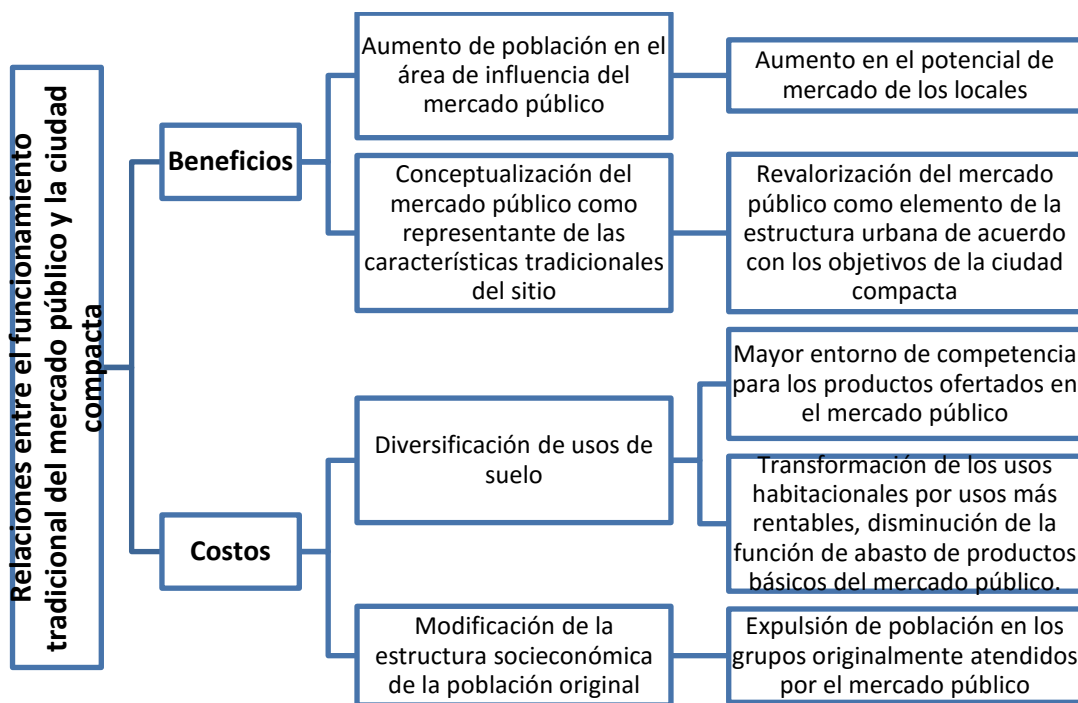 Relaciones entre el funcionamiento
tradicional del mercado público y la ciudad
compacta
Beneficios
Aumento de población en el
área de influencia del
mercado público
Aumento en el potencial de
mercado de los locales
Conceptualización del
mercado público como
representante de las
características tradicionales
del sitio
Revalorización del mercado
público como elemento de la
estructura urbana de acuerdo
con los objetivos de la ciudad
compacta
Costos
Diversificación de usos de
suelo
Mayor entorno de competencia
para los productos ofertados en
el mercado público
Transformación de los usos
habitacionales por usos más
rentables, disminución de la
función de abasto de productos
básicos del mercado público.
Modificación de la
estructura socieconómica
de la población original
Expulsión de población en los
grupos originalmente atendidos
por el mercado público